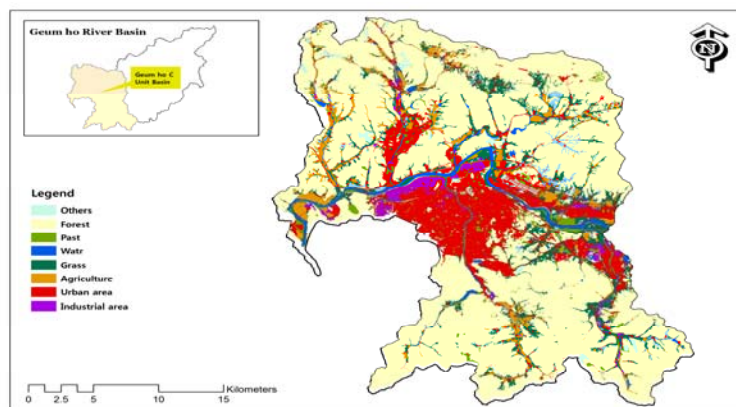 Geum ho River Basin
Geum ho C
Unit Basin
N
Legend
Others
Forest
Past
Watr
Grass
Agriculture
Urban area
Industrial area
Kilometers
0 2.5 5 10 15